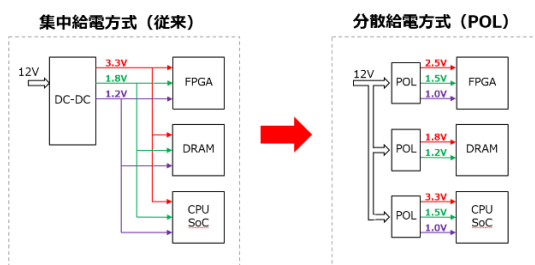 集中給電方式（従来）
12V
DC-DC
3.3V
1.8V
1.2V
FPGA
DRAM
CPU
SoC
分散給電方式（POL）
12V
POL
2.5V
1.5V
1.0V
FPGA
POL
1.8V
1.2V
DRAM
POL
3.3V
1.5V
1.0V
CPU
SoC